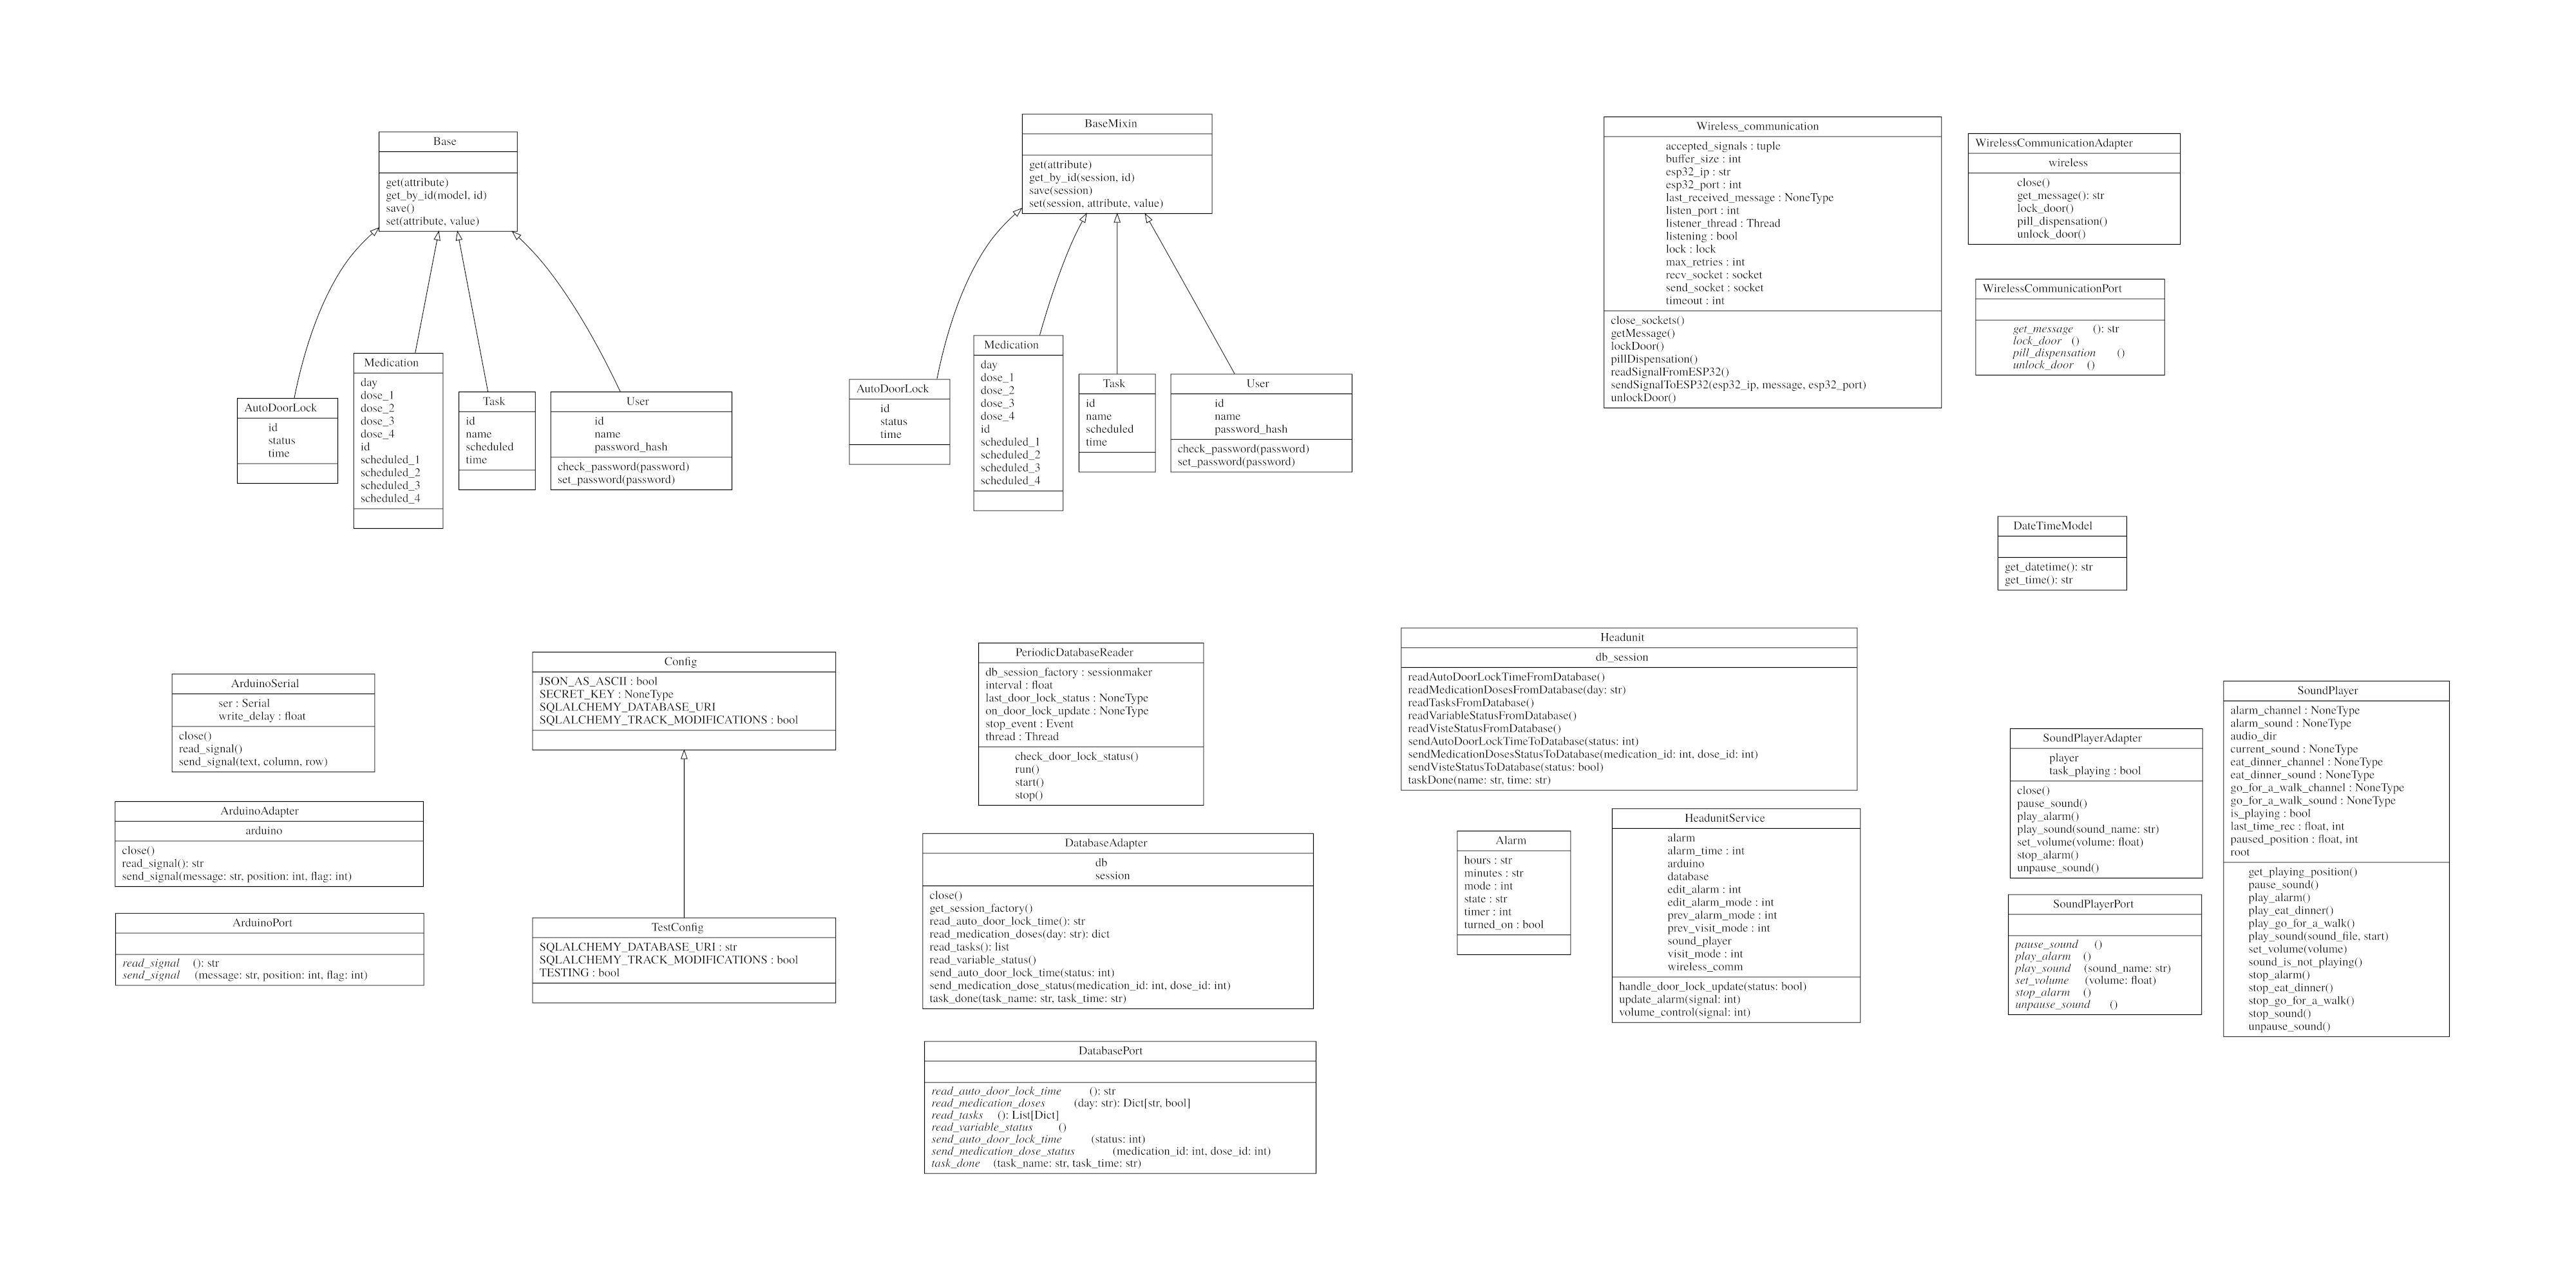 Base
get(attribute)
get_by_id(model, id)
save()
set(attribute, value)
AutoDoorLock
id
status
time
Medication
day
dose_1
dose_2
dose_3
dose_4
id
scheduled_1
scheduled_2
scheduled_3
scheduled_4
Task
id
name
scheduled
time
User
id
name
password_hash
check_password(password)
set_password(password)
BaseMixin
get(attribute)
get_by_id(session, id)
save(session)
set(session, attribute, value)
AutoDoorLock
id
status
time
Medication
day
dose_1
dose_2
dose_3
dose_4
id
scheduled_1
scheduled_2
scheduled_3
scheduled_4
Task
id
name
scheduled
time
User
id
name
password_hash
check_password(password)
set_password(password)
Wireless_communication
accepted_signals : tuple
buffer_size : int
esp32_ip : str
esp32_port : int
last_received_message : NoneType
listen_port : int
listener_thread : Thread
listening : bool
lock : lock
max_retries : int
recv_socket : socket
send_socket : socket
timeout : int
close_sockets()
getMessage()
lockDoor()
pillDispensation()
readSignalFromESP32()
sendSignalToESP32(esp32_ip, message, esp32_port)
unlockDoor()
WirelessCommunicationAdapter
wireless
close()
get_message(): str
lock_door()
pill_dispensation()
unlock_door()
WirelessCommunicationPort
get_message (): str
lock_door ()
pill_dispensation ()
unlock_door ()
DateTimeModel
get_datetime(): str
get_time(): str
ArduinoSerial
ser : Serial
write_delay : float
close()
read_signal()
send_signal(text, column, row)
ArduinoAdapter
arduino
close()
read_signal(): str
send_signal(message: str, position: int, flag: int)
ArduinoPort
read_signal (): str
send_signal (message: str, position: int, flag: int)
Config
JSON_AS_ASCII : bool
SECRET_KEY : NoneType
SQLALCHEMY_DATABASE_URI
SQLALCHEMY_TRACK_MODIFICATIONS : bool
TestConfig
SQLALCHEMY_DATABASE_URI : str
SQLALCHEMY_TRACK_MODIFICATIONS : bool
TESTING : bool
PeriodicDatabaseReader
db_session_factory : sessionmaker
interval : float
last_door_lock_status : NoneType
on_door_lock_update : NoneType
stop_event : Event
thread : Thread
check_door_lock_status()
run()
start()
stop()
DatabaseAdapter
db
session
close()
get_session_factory()
read_auto_door_lock_time(): str
read_medication_doses(day: str): dict
read_tasks(): list
read_variable_status()
send_auto_door_lock_time(status: int)
send_medication_dose_status(medication_id: int, dose_id: int)
task_done(task_name: str, task_time: str)
DatabasePort
read_auto_door_lock_time (): str
read_medication_doses (day: str): Dict[str, bool]
read_tasks (): List[Dict]
read_variable_status ()
send_auto_door_lock_time (status: int)
send_medication_dose_status (medication_id: int, dose_id: int)
task_done (task_name: str, task_time: str)
Headunit
db_session
readAutoDoorLockTimeFromDatabase()
readMedicationDosesFromDatabase(day: str)
readTasksFromDatabase()
readVariableStatusFromDatabase()
readVisteStatusFromDatabase()
sendAutoDoorLockTimeToDatabase(status: int)
sendMedicationDosesStatusToDatabase(medication_id: int, dose_id: int)
sendVisteStatusToDatabase(status: bool)
taskDone(name: str, time: str)
Alarm
hours : str
minutes : str
mode : int
state : str
timer : int
turned_on : bool
HeadunitService
alarm
alarm_time : int
arduino
database
edit_alarm : int
edit_alarm_mode : int
prev_alarm_mode : int
prev_visit_mode : int
sound_player
visit_mode : int
wireless_comm
handle_door_lock_update(status: bool)
update_alarm(signal: int)
volume_control(signal: int)
SoundPlayerAdapter
player
task_playing : bool
close()
pause_sound()
play_alarm()
play_sound(sound_name: str)
set_volume(volume: float)
stop_alarm()
unpause_sound()
SoundPlayerPort
pause_sound ()
play_alarm ()
play_sound (sound_name: str)
set_volume (volume: float)
stop_alarm ()
unpause_sound ()
SoundPlayer
alarm_channel : NoneType
alarm_sound : NoneType
audio_dir
current_sound : NoneType
eat_dinner_channel : NoneType
eat_dinner_sound : NoneType
go_for_a_walk_channel : NoneType
go_for_a_walk_sound : NoneType
is_playing : bool
last_time_rec : float, int
paused_position : float, int
root
get_playing_position()
pause_sound()
play_alarm()
play_eat_dinner()
play_go_for_a_walk()
play_sound(sound_file, start)
set_volume(volume)
sound_is_not_playing()
stop_alarm()
stop_eat_dinner()
stop_go_for_a_walk()
stop_sound()
unpause_sound()